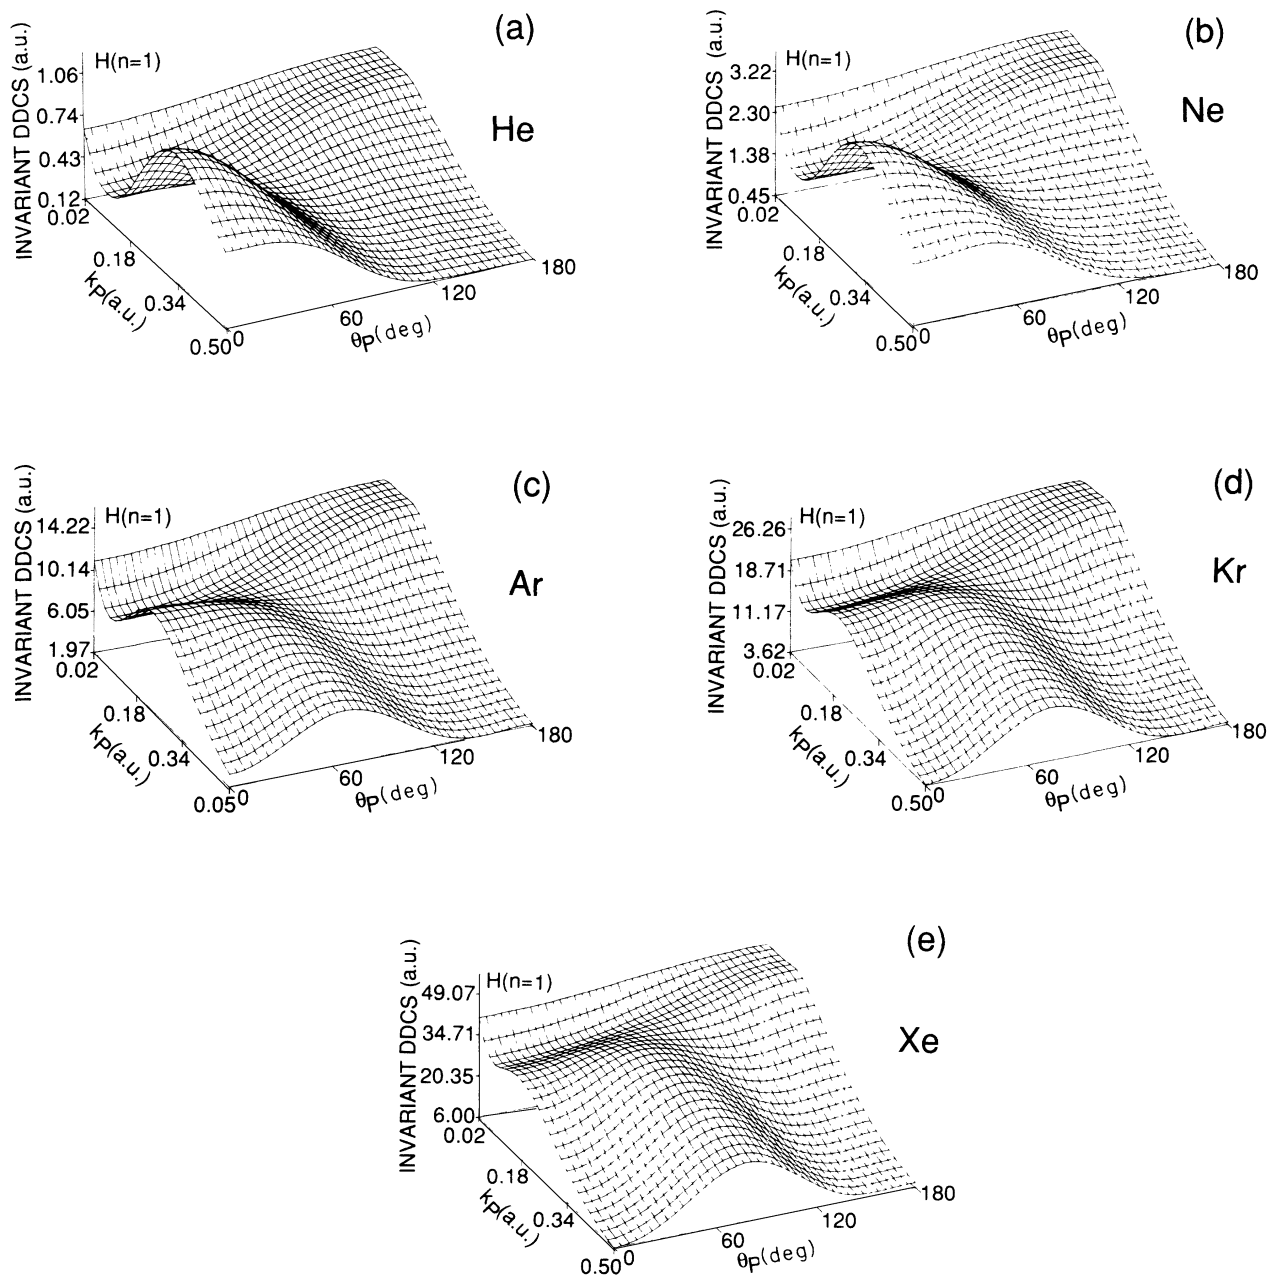 (a)
H(n=1)
He
INVARIANT DDCS (a.u.)
1.06
0.74
0.43
0.12
0.02
0.18
0.34
0.50
kP(a.u.)
0
60
120
180
θP(deg)
(b)
H(n=1)
Ne
INVARIANT DDCS (a.u.)
3.22
2.30
1.38
0.45
0.02
0.18
0.34
0.50
kP(a.u.)
0
60
120
180
θP(deg)
(c)
H(n=1)
Ar
INVARIANT DDCS (a.u.)
14.22
10.14
6.05
1.97
0.02
0.18
0.34
0.05
kP(a.u.)
0
60
120
180
θP(deg)
(d)
H(n=1)
Kr
INVARIANT DDCS (a.u.)
26.26
18.71
11.17
3.62
0.02
0.18
0.34
0.50
kP(a.u.)
0
60
120
180
θP(deg)
(e)
H(n=1)
Xe
INVARIANT DDCS (a.u.)
49.07
34.71
20.35
6.00
0.02
0.18
0.34
0.50
kP(a.u.)
0
60
120
180
θP(deg)